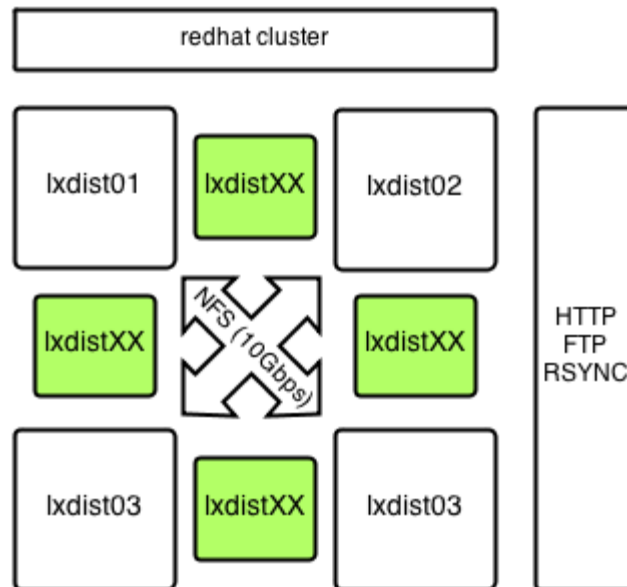 redhat cluster
lxdist01
lxdistXX
lxdist02
lxdistXX
NFS (10Gbps)
lxdistXX
HTTP
FTP
RSYNC
lxdist03
lxdistXX
lxdist03